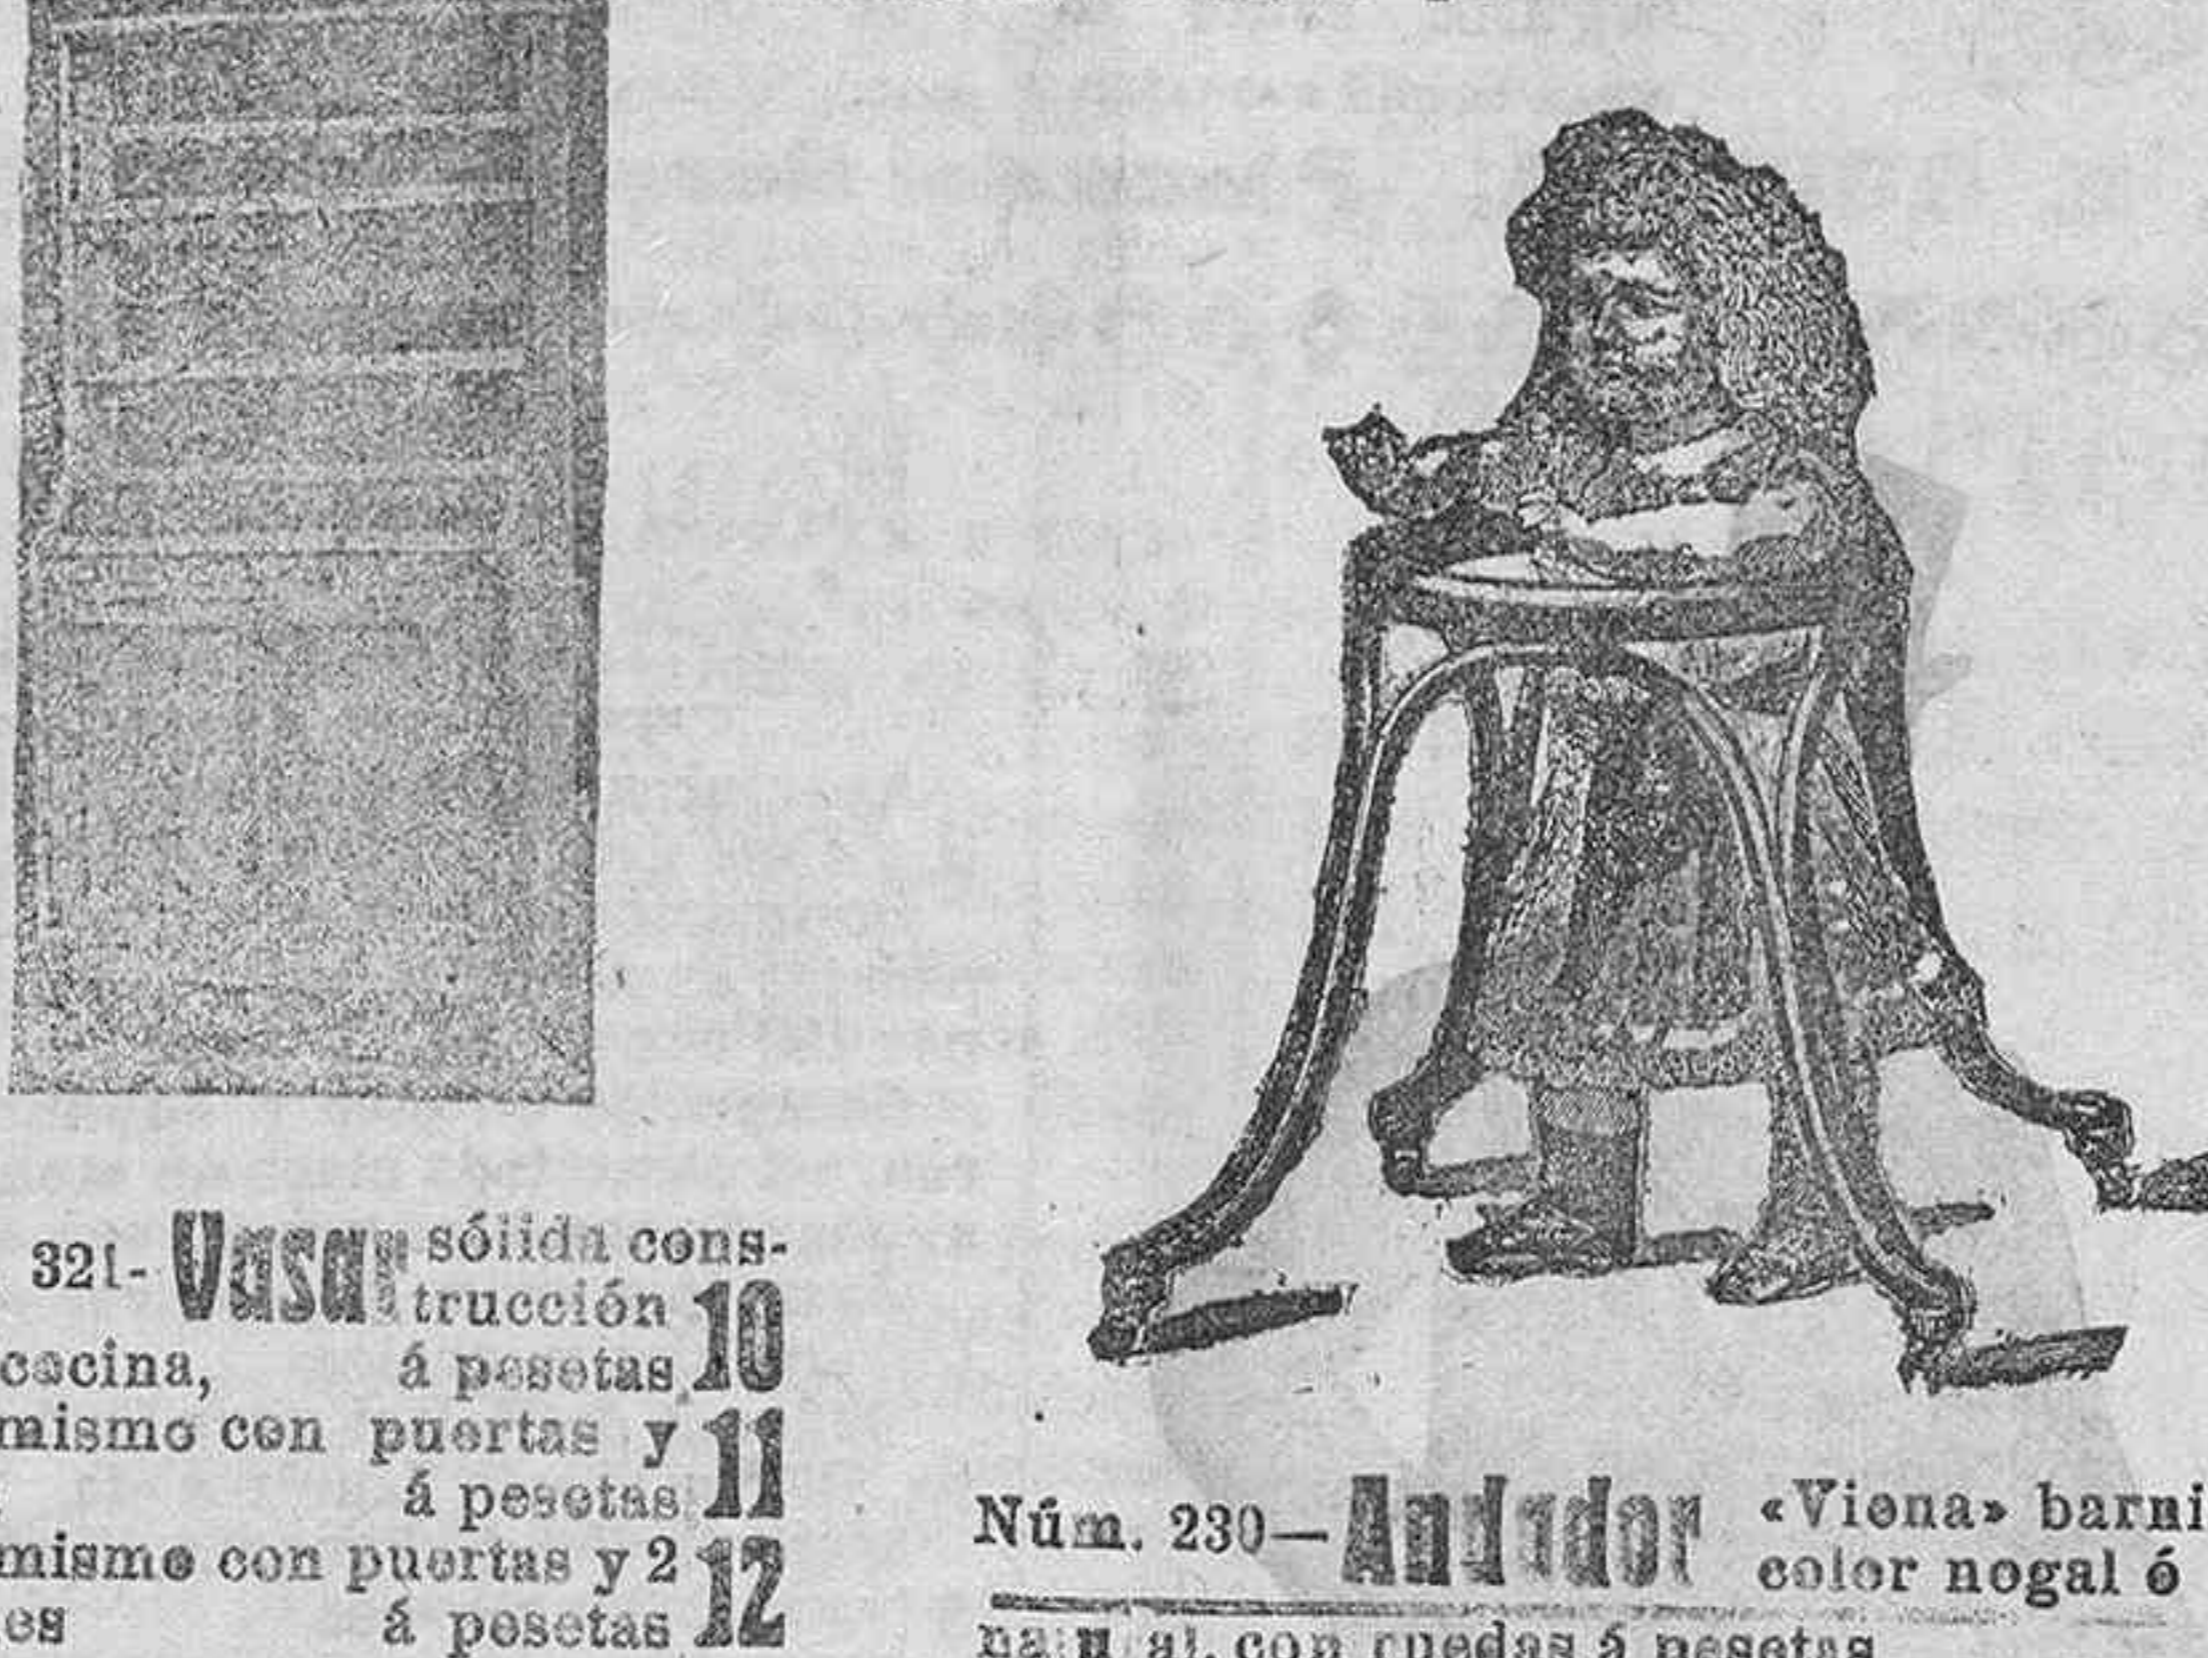 321- Vasar sólida cons-
trucción
cocina, á pesetas 10
mismo con puertas y
á pesetas 11
mismo con puertas y 2
es á pesetas 12
Núm. 230—Andador «Viena» barni
color nogal ó
con ruedas á pesetas